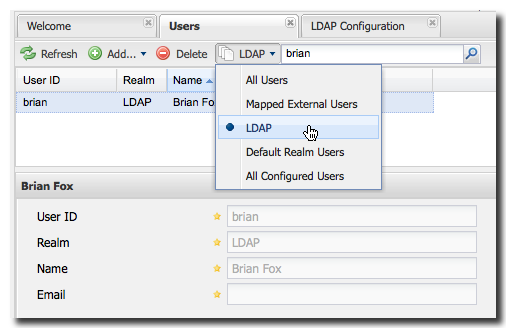 Welcome Users LDAP Configuration
Refresh Add... Delete LDAP brian
User ID Realm Name
brian LDAP Brian Fo
All Users
Mapped External Users
LDAP
Default Realm Users
All Configured Users
Brian Fox
User ID brian
Realm LDAP
Name Brian Fox
Email